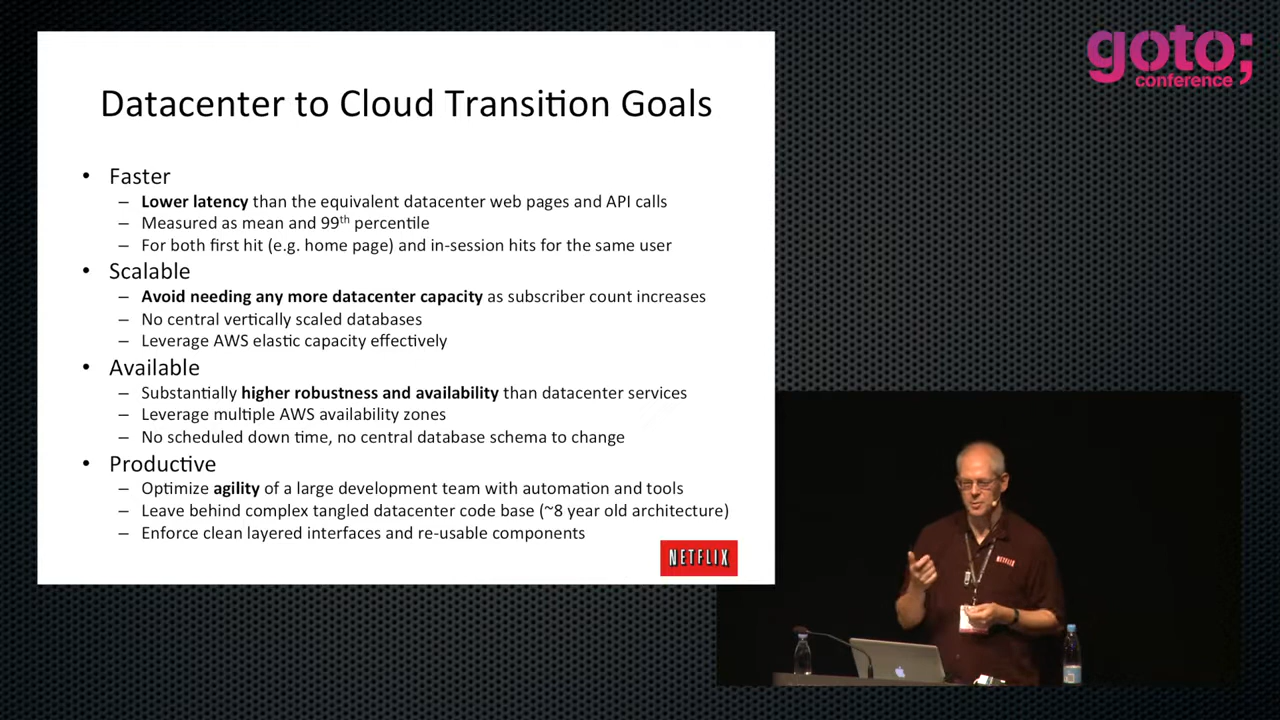 goto;
conference
Datacenter to Cloud Transition Goals
• Faster
– Lower latency than the equivalent datacenter web pages and API calls
– Measured as mean and 99th percentile
– For both first hit (e.g. home page) and in-session hits for the same user
• Scalable
– Avoid needing any more datacenter capacity as subscriber count increases
– No central vertically scaled databases
– Leverage AWS elastic capacity effectively
• Available
– Substantially higher robustness and availability than datacenter services
– Leverage multiple AWS availability zones
– No scheduled down time, no central database schema to change
• Productive
– Optimize agility of a large development team with automation and tools
– Leave behind complex tangled datacenter code base (~8 year old architecture)
– Enforce clean layered interfaces and re-usable components
NETFLIX
NETFLIX